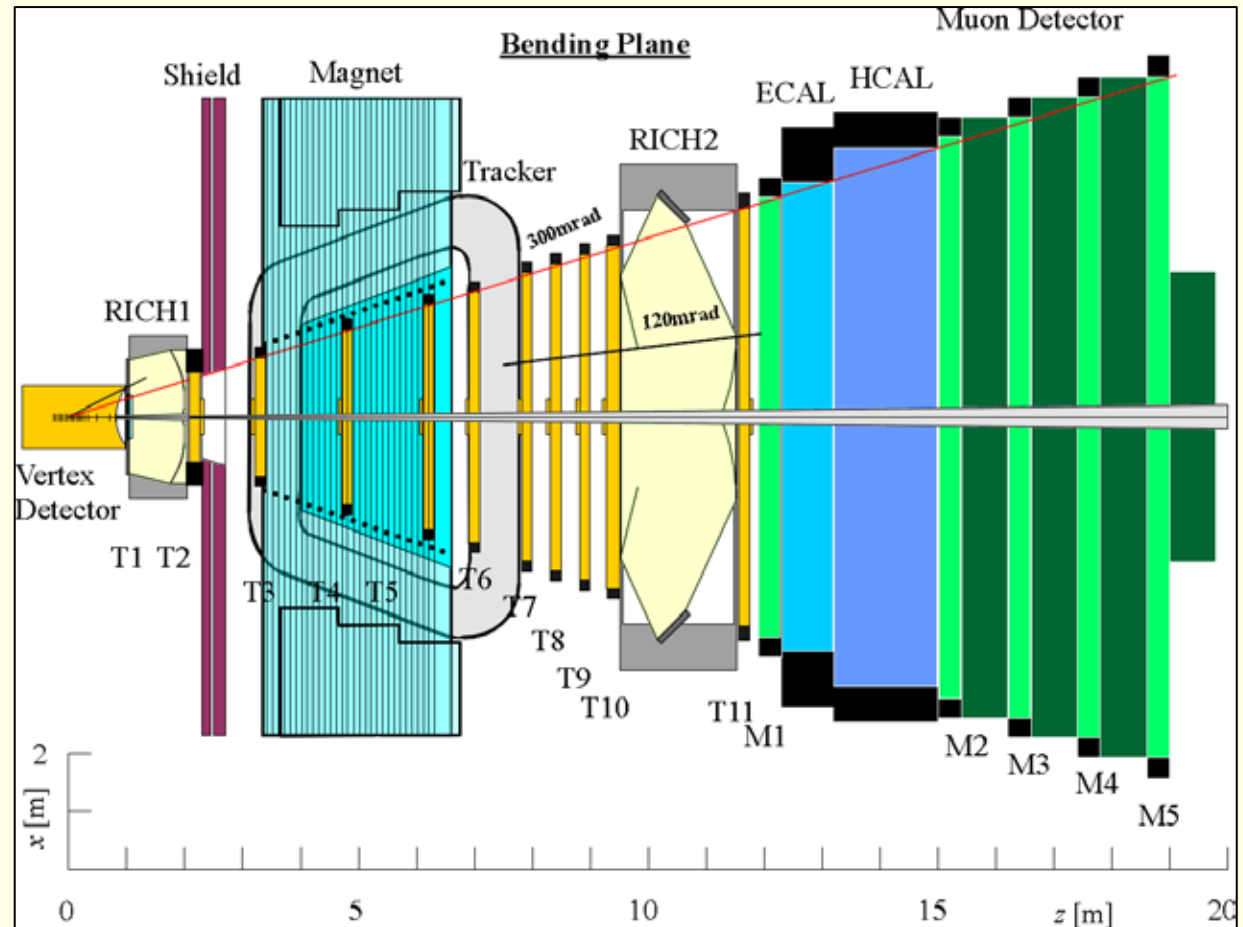 Muon Detector
Bending Plane
Shield
Magnet
ECAL
HCAL
RICH2
Tracker
300mrad
RICH1
120mrad
Vertex
Detector
T1
T2
T3
T4
T5
T6
T7
T8
T9
T10
T11
M1
M2
M3
M4
M5
2
x [m]
0
5
10
15
z [m]
20